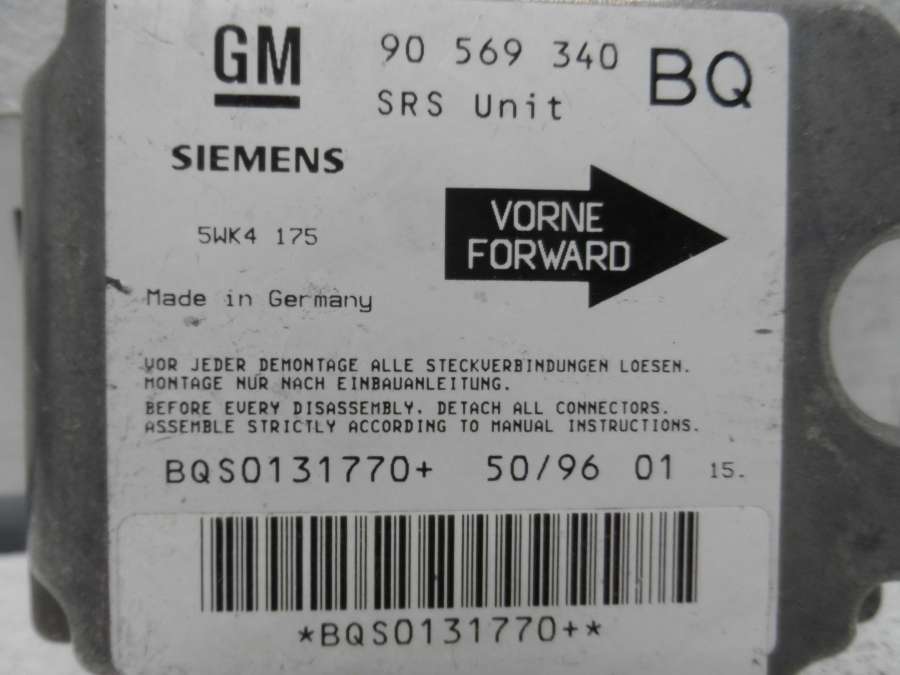 GM 90 569 340 BQ
SRS Unit
SIEMENS
VORNE
FORWARD
5WK4 175
Made in Germany
VOR JEDER DEMONTAGE ALLE STECKVERBINDUNGEN LOESEN.
MONTAGE NUR NACH EINBAUANLEITUNG.
BEFORE EVERY DISASSEMBLY. DETACH ALL CONNECTORS.
ASSEMBLE STRICTLY ACCORDING TO MANUAL INSTRUCTIONS.
BQS0131770+ 50/96 01 15.
*BQS0131770+*